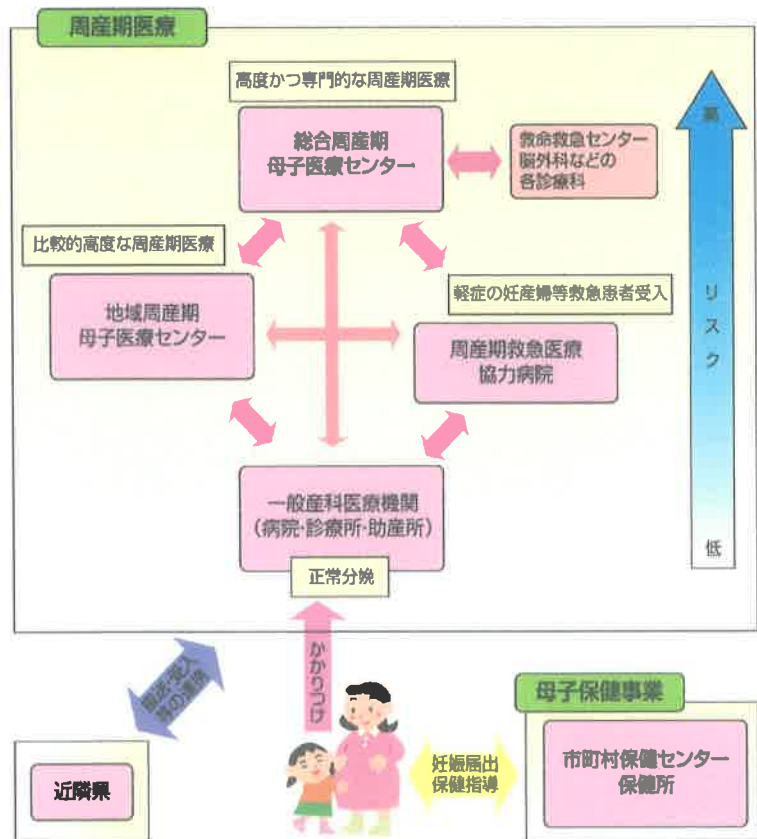 周産期医療
高度かつ専門的な周産期医療
総合周産期
母子医療センター
救命救急センター
脳外科などの
各診療科
高
リスク
低
比較的高度な周産期医療
地域周産期
母子医療センター
軽症の妊産婦等救急患者受入
周産期救急医療
協力病院
一般産科医療機関
(病院・診療所・助産所)
正常分娩
かかりつけ
搬送・受入
等の連携
近隣県
妊娠届出
保健指導
母子保健事業
市町村保健センター
保健所